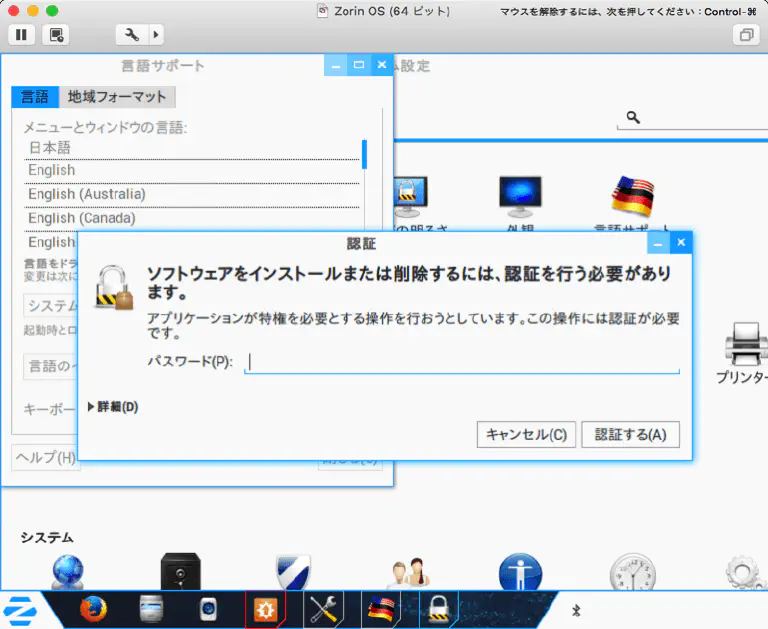 Zorin OS (64 ビット)
マウスを解除するには、次を押してください：Control-⌘
言語サポート
設定
言語
地域フォーマット
メニューとウィンドウの言語:
日本語
English
English (Australia)
English (Canada)
English
の明るさ
外観
言語サポート
認証
ソフトウェアをインストールまたは削除するには、認証を行う必要があり
ます。
アプリケーションが特権を必要とする操作を行おうとしています。この操作には認証が必要
です。
パスワード(P):
詳細(D)
キャンセル(C)
認証する(A)
言語をドラ
変更は次に
システム
起動時とロ
言語のイ
キーボー
ヘルプ(H)
プリンター
システム